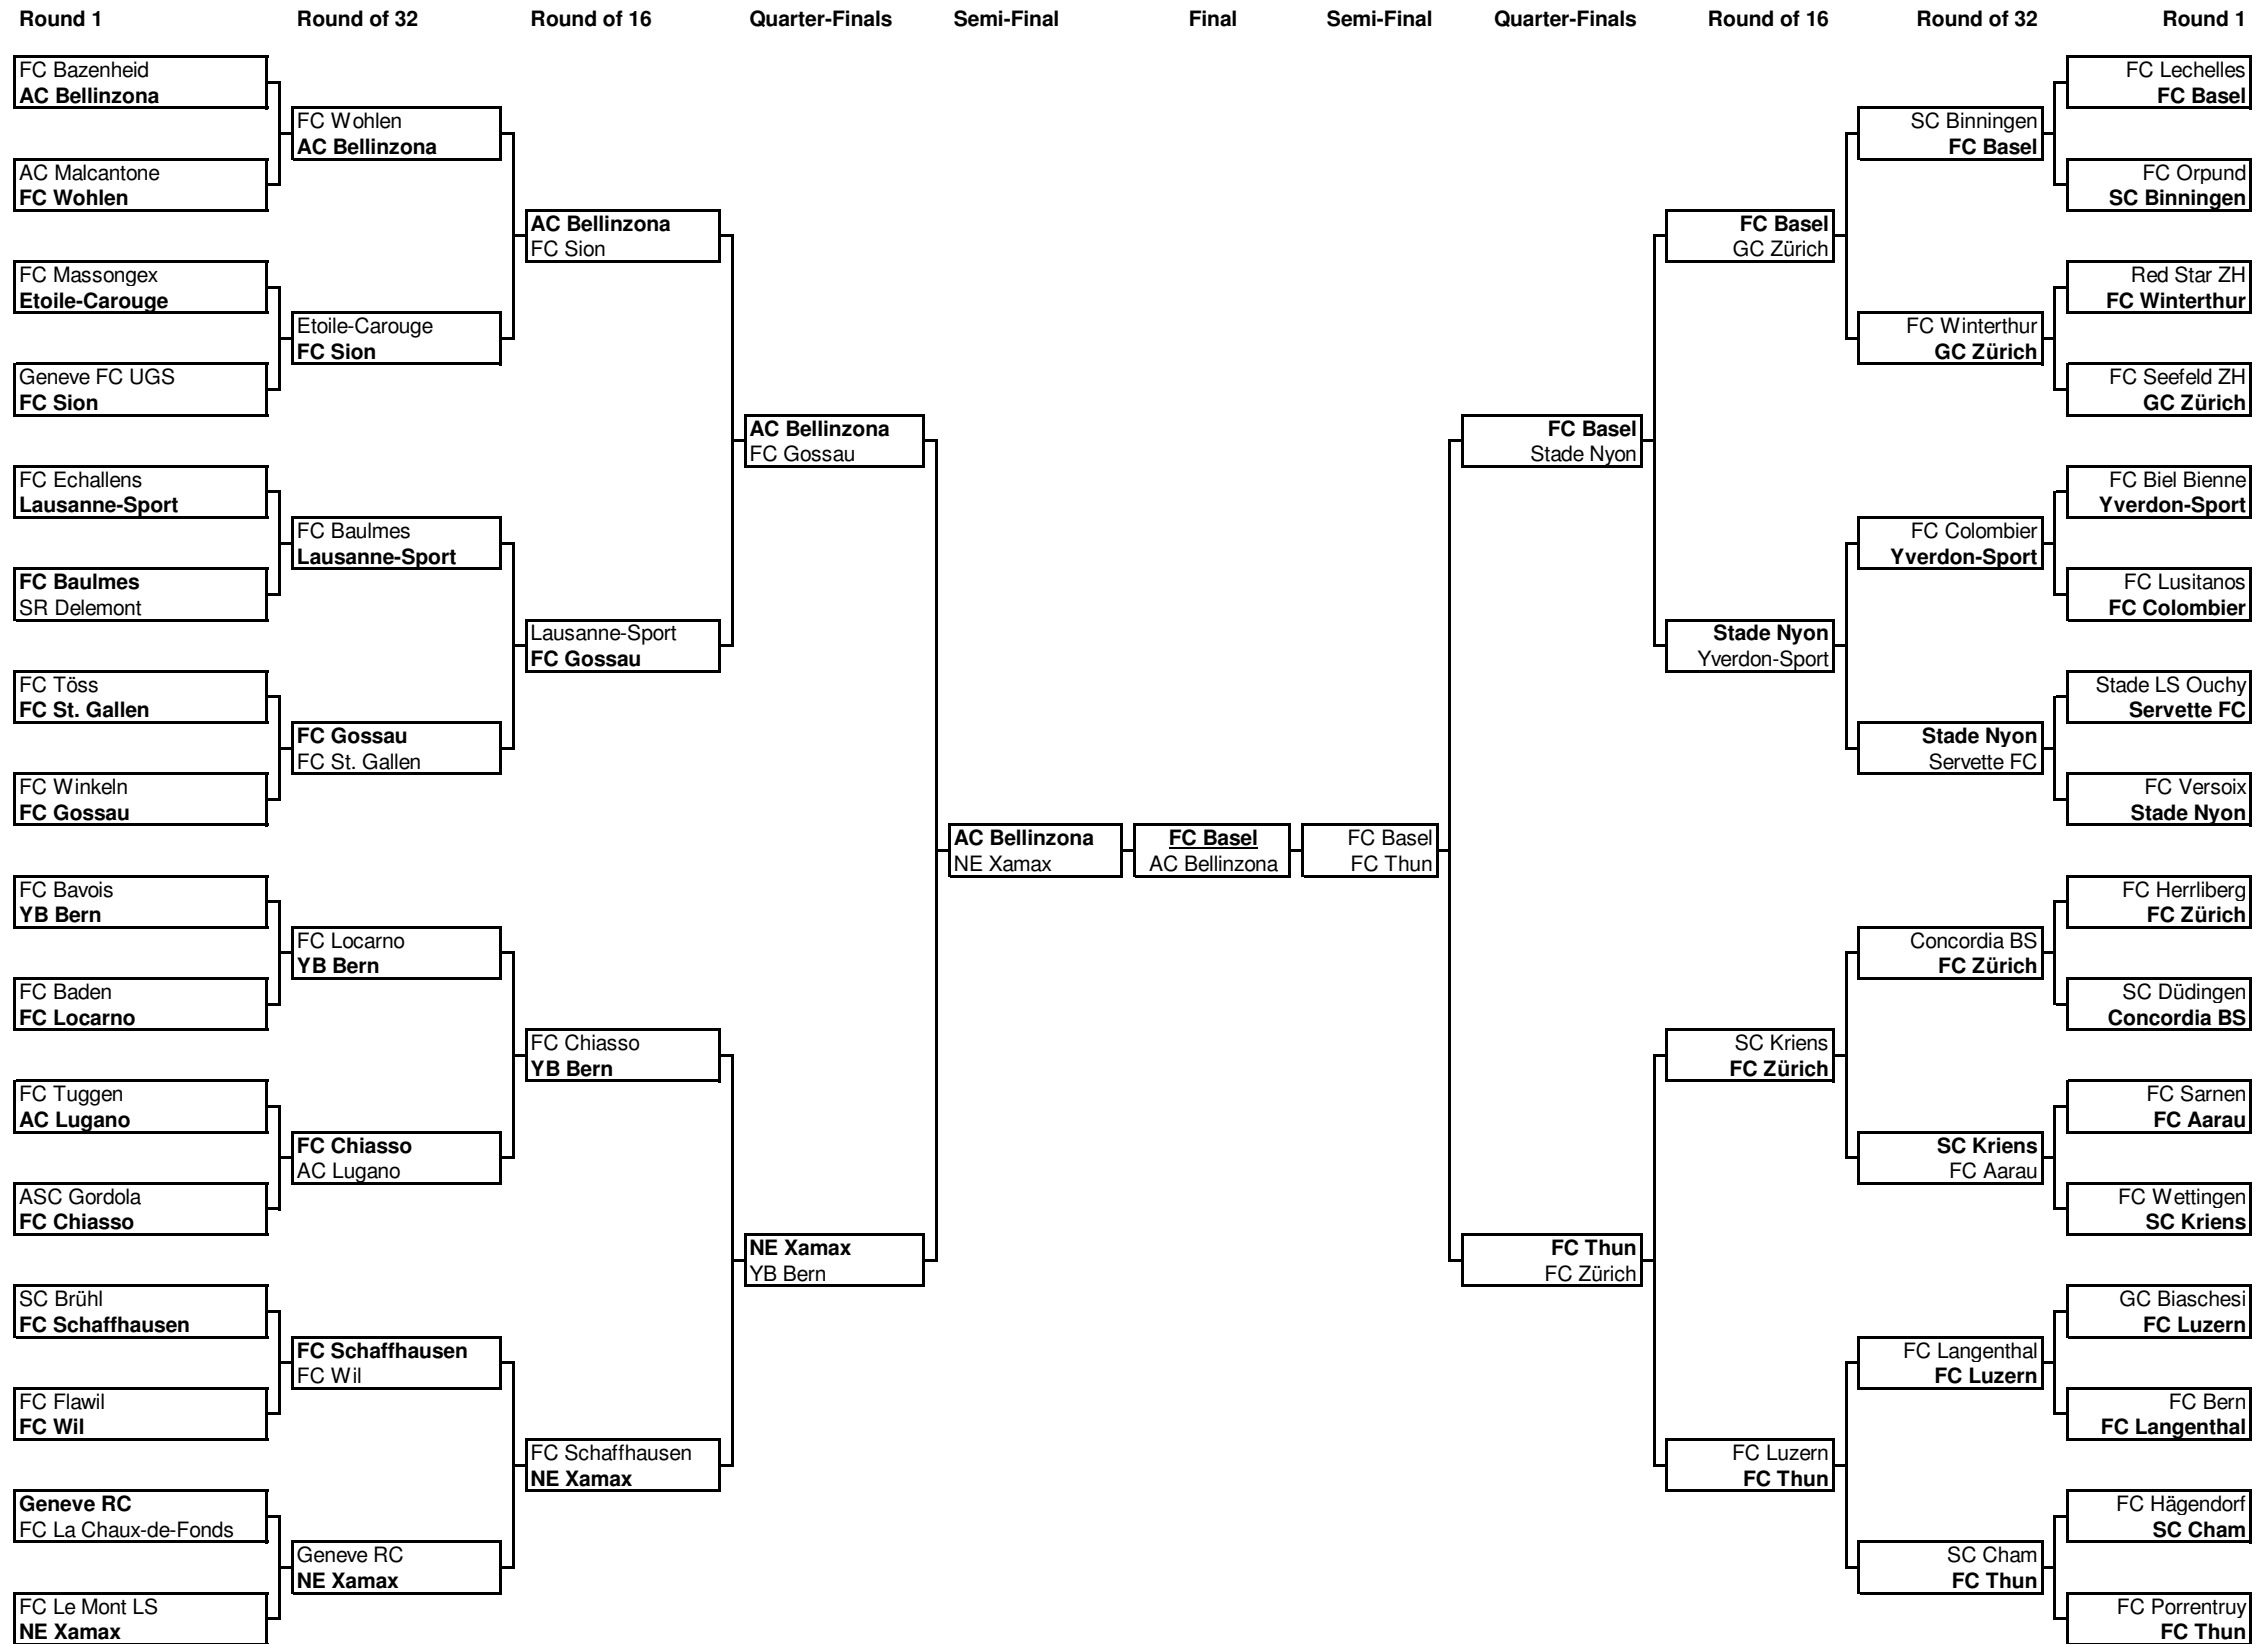 Round 1
Round of 32
Round of 16
Quarter-Finals
Semi-Final
Final
Semi-Final
Quarter-Finals
Round of 16
Round of 32
Round 1
FC Bazenheid
AC Bellinzona
AC Malcantone
FC Wohlen
FC Massongex
Etoile-Carouge
Geneve FC UGS
FC Sion
FC Echallens
Lausanne-Sport
FC Baulmes
SR Delemont
FC Töss
FC St. Gallen
FC Winkeln
FC Gossau
FC Bavois
YB Bern
FC Baden
FC Locarno
FC Tuggen
AC Lugano
ASC Gordola
FC Chiasso
SC Brühl
FC Schaffhausen
FC Flawil
FC Wil
Geneve RC
FC La Chaux-de-Fonds
FC Le Mont LS
NE Xamax
FC Wohlen
AC Bellinzona
Etoile-Carouge
FC Sion
FC Baulmes
Lausanne-Sport
FC Gossau
FC St. Gallen
FC Locarno
YB Bern
FC Chiasso
AC Lugano
FC Schaffhausen
FC Wil
Geneve RC
NE Xamax
AC Bellinzona
FC Sion
Lausanne-Sport
FC Gossau
FC Chiasso
YB Bern
FC Schaffhausen
NE Xamax
AC Bellinzona
FC Gossau
NE Xamax
YB Bern
AC Bellinzona
NE Xamax
FC Basel
AC Bellinzona
FC Basel
FC Thun
FC Basel
Stade Nyon
FC Thun
FC Zürich
FC Basel
GC Zürich
Stade Nyon
Yverdon-Sport
SC Kriens
FC Zürich
FC Luzern
FC Thun
SC Binningen
FC Basel
FC Winterthur
GC Zürich
FC Colombier
Yverdon-Sport
Stade Nyon
Servette FC
Concordia BS
FC Zürich
SC Kriens
FC Aarau
FC Langenthal
FC Luzern
SC Cham
FC Thun
FC Lechelles
FC Basel
FC Orpund
SC Binningen
Red Star ZH
FC Winterthur
FC Seefeld ZH
GC Zürich
FC Biel Bienne
Yverdon-Sport
FC Lusitanos
FC Colombier
Stade LS Ouchy
Servette FC
FC Versoix
Stade Nyon
FC Herrliberg
FC Zürich
SC Düdingen
Concordia BS
FC Sarnen
FC Aarau
FC Wettingen
SC Kriens
GC Biaschesi
FC Luzern
FC Bern
FC Langenthal
FC Hägendorf
SC Cham
FC Porrentruy
FC Thun